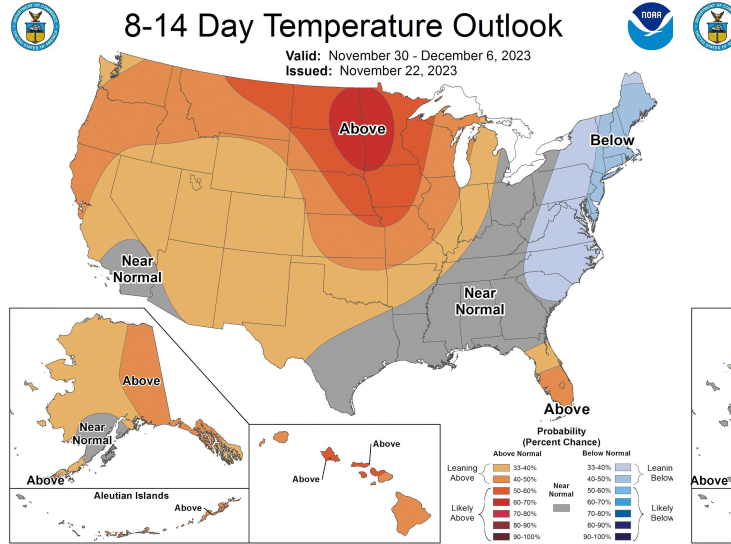 8-14 Day Temperature Outlook
Valid: November 30 - December 6, 2023
Issued: November 22, 2023
NOAA
Above
Below
Near
Normal
Near
Normal
Above
Above
Near
Normal
Above
Aleutian Islands
Above
Above
Above
Probability
(Percent Chance)
Above Normal
Below Normal
Leaning
Above
33-40%
40-50%
Likely
Above
50-60%
60-70%
70-80%
80-90%
90-100%
Near
Normal
33-40%
40-50%
Leanin
Below
50-60%
60-70%
70-80%
80-90%
90-100%
Likely
Below
Above